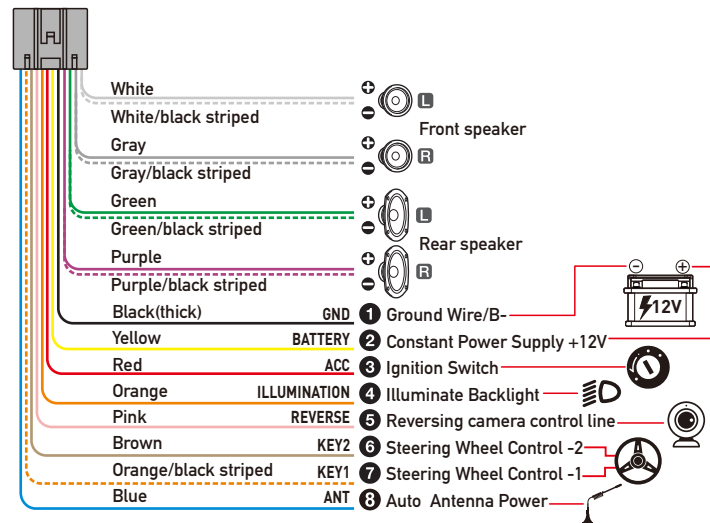 White
White/black striped
L
Front speaker
Gray
Gray/black striped
R
Green
Green/black striped
L
Rear speaker
Purple
Purple/black striped
R
Black(thick) GND 1 Ground Wire/B-
12V
Yellow BATTERY 2 Constant Power Supply +12V
Red ACC 3 Ignition Switch
Orange ILLUMINATION 4 Illuminate Backlight
Pink REVERSE 5 Reversing camera control line
Brown KEY2 6 Steering Wheel Control -2
Orange/black striped KEY1 7 Steering Wheel Control -1
Blue ANT 8 Auto Antenna Power